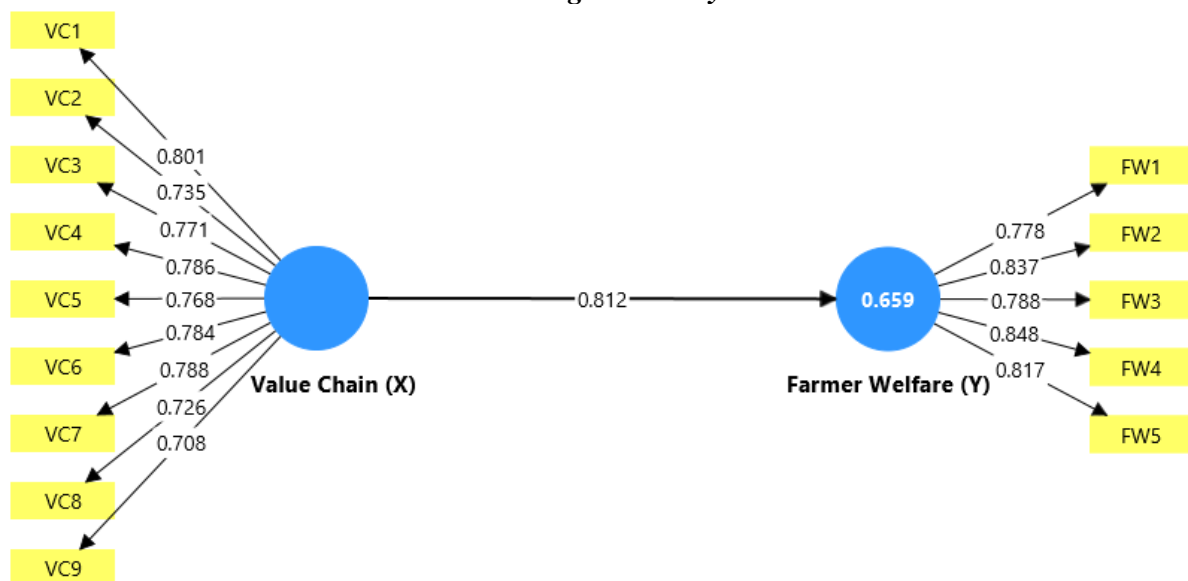 VC1
VC2
VC3
VC4
VC5
VC6
VC7
VC8
VC9
0.801
0.735
0.771
0.786
0.768
0.784
0.788
0.726
0.708
Value Chain (X)
0.812
0.659
Farmer Welfare (Y)
0.778
0.837
0.788
0.848
0.817
FW1
FW2
FW3
FW4
FW5